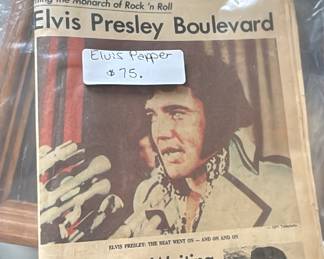 the monarch of Rock 'n Roll
Elvis Presley Boulevard
Elvis Papper
$75.
ELVIS PRESLEY: THE BEAT WENT ON — AND ON AND ON